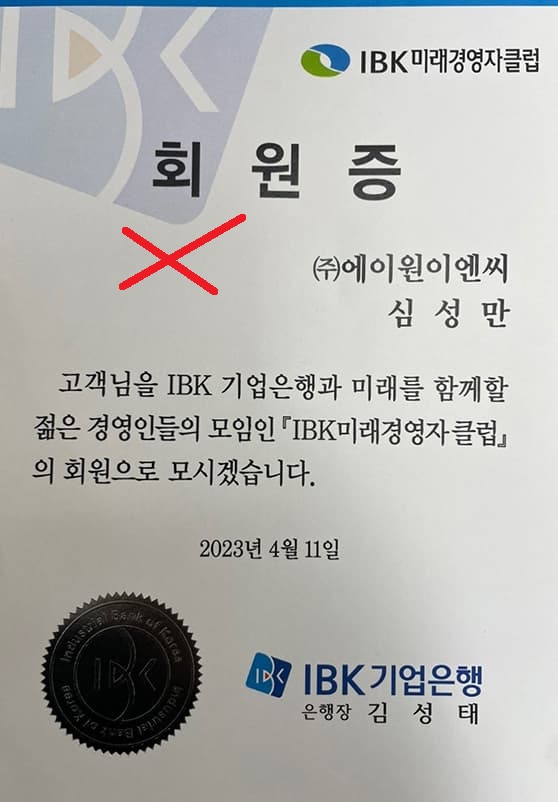 IBK미래경영자클럽
회 원 증
㈜에이원이엔씨
심 성 만
고객님을 IBK 기업은행과 미래를 함께할
젊은 경영인들의 모임인 『IBK미래경영자클럽』
의 회원으로 모시겠습니다.
2023년 4월 11일
Industrial Bank of Korea
IBK
Industrial Bank of Korea
IBK 기업은행
은행장 김 성 태